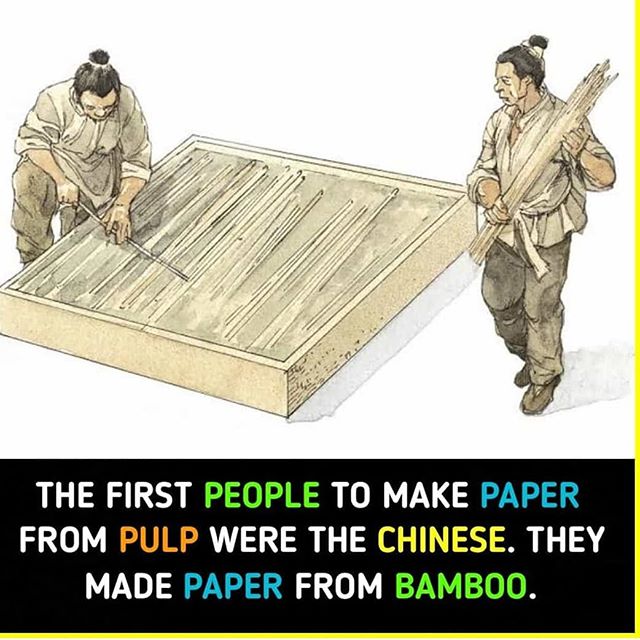 THE FIRST PEOPLE TO MAKE PAPER
FROM PULP WERE THE CHINESE. THEY
MADE PAPER FROM BAMBOO.